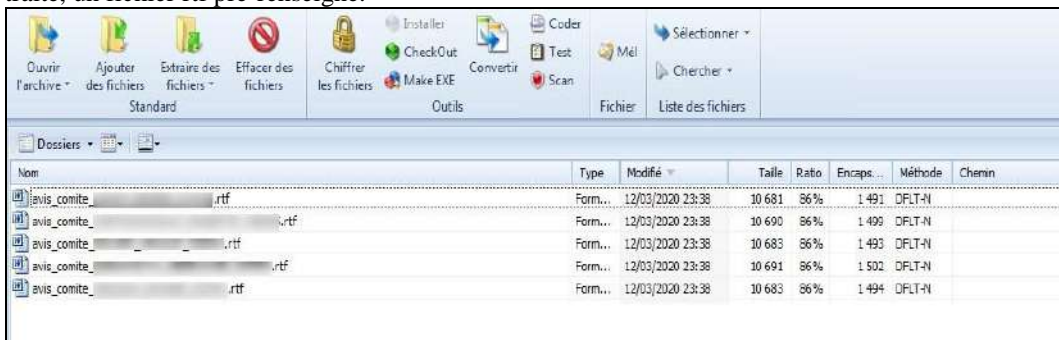 Ouvrir l'archive
Ajouter des fichiers
Extraire des fichiers
Effacer des fichiers
Standard
Chiffrer les fichiers
Installer
CheckOut
Make EXE
Convertir
Coder
Test
Scan
Outils
Mél
Fichier
Sélectionner
Chercher
Liste des fichiers
Dossiers
Nom Type Modifié Taille Ratio Encaps... Méthode Chemin
avis_comite_ .rtf Form... 12/03/2020 23:38 10 681 86% 1 491 DFLT-N
avis_comite_ .rtf Form... 12/03/2020 23:38 10 690 86% 1 499 DFLT-N
avis_comite_ .rtf Form... 12/03/2020 23:38 10 683 86% 1 493 DFLT-N
avis_comite_ .rtf Form... 12/03/2020 23:38 10 691 86% 1 502 DFLT-N
avis_comite_ .rtf Form... 12/03/2020 23:38 10 683 86% 1 494 DFLT-N